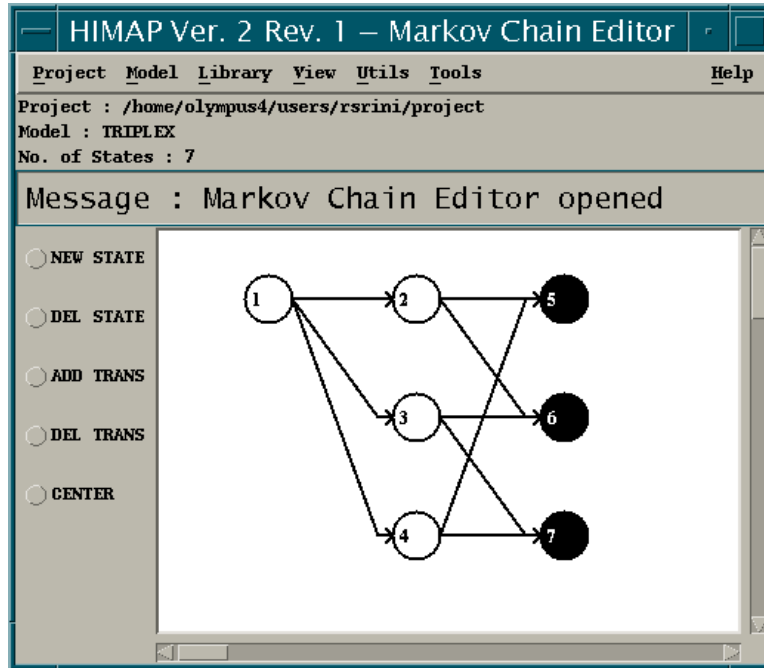 HIMAP Ver. 2 Rev. 1 – Markov Chain Editor
Project Model Library View Utils Tools Help
Project : /home/olympus4/users/rsrini/project
Model : TRIPLEX
No. of States : 7
Message : Markov Chain Editor opened
NEW STATE
DEL STATE
ADD TRANS
DEL TRANS
CENTER
1 2 5
3 6
4 7